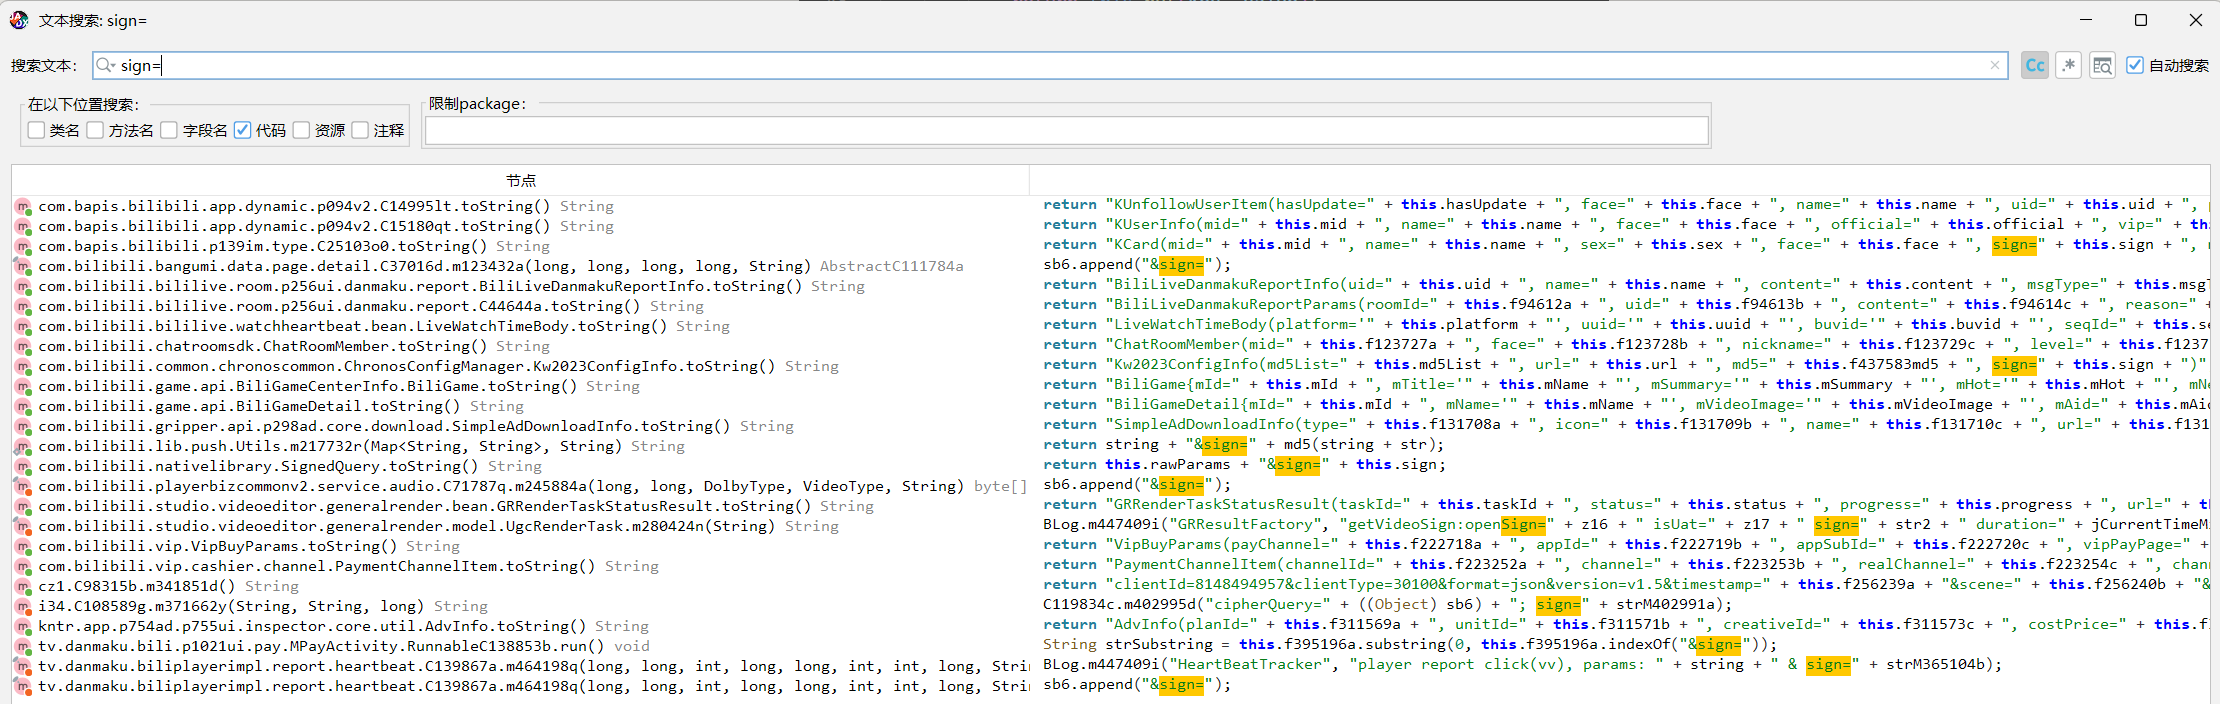 文本搜索: sign=
搜索文本: sign= Cc .* 自动搜索
在以下位置搜索: 限制package:
类名 方法名 字段名 代码 资源 注释
节点
com.bapis.bilibili.app.dynamic.p094v2.C14995lt.toString() String return "KUnfollowUserItem(hasUpdate=" + this.hasUpdate + ", face=" + this.face + ", name=" + this.name + ", uid=" + this.uid + ",
com.bapis.bilibili.app.dynamic.p094v2.C15180qt.toString() String return "KUserInfo(mid=" + this.mid + ", name=" + this.name + ", face=" + this.face + ", official=" + this.official + ", vip=" +
com.bapis.bilibili.p139im.type.C25103o0.toString() String return "KCard(mid=" + this.mid + ", name=" + this.name + ", sex=" + this.sex + ", face=" + this.face + ", sign=" + this.sign + ",
com.bilibili.bangumi.data.page.detail.C37016d.m123432a(long, long, long, long, String) AbstractC111784a sb6.append("&sign=");
com.bilibili.bililive.room.p256ui.danmaku.report.BiliLiveDanmakuReportInfo.toString() String return "BiliLiveDanmakuReportInfo(uid=" + this.uid + ", name=" + this.name + ", content=" + this.content + ", msgType=" + this.msgT
com.bilibili.bililive.room.p256ui.danmaku.report.C44644a.toString() String return "BiliLiveDanmakuReportParams(roomId=" + this.f94612a + ", uid=" + this.f94613b + ", content=" + this.f94614c + ", reason=" +
com.bilibili.bililive.watchheartbeat.bean.LiveWatchTimeBody.toString() String return "LiveWatchTimeBody(platform='" + this.platform + "', uuid='" + this.uuid + "', buvid='" + this.buvid + "', seqId=" + this.se
com.bilibili.chatroomsdk.ChatRoomMember.toString() String return "ChatRoomMember(mid=" + this.f123727a + ", face=" + this.f123728b + ", nickname=" + this.f123729c + ", level=" + this.f1237
com.bilibili.common.chronoscommon.ChronosConfigManager.Kw2023ConfigInfo.toString() String return "Kw2023ConfigInfo(md5List=" + this.md5List + ", url=" + this.url + ", md5=" + this.f437583md5 + ", sign=" + this.sign + ")"
com.bilibili.game.api.BiliGameCenterInfo.BiliGame.toString() String return "BiliGame{mId=" + this.mId + ", mTitle='" + this.mName + "', mSummary='" + this.mSummary + "', mHot='" + this.mHot + "', mNe
com.bilibili.game.api.BiliGameDetail.toString() String return "BiliGameDetail{mId=" + this.mId + ", mName='" + this.mName + "', mVideoImage='" + this.mVideoImage + "', mAid=" + this.mAid
com.bilibili.gripper.api.p298ad.core.download.SimpleAdDownloadInfo.toString() String return "SimpleAdDownloadInfo(type=" + this.f131708a + ", icon=" + this.f131709b + ", name=" + this.f131710c + ", url=" + this.f131
com.bilibili.lib.push.Utils.m217732r(Map<String, String>, String) String return string + "&sign=" + md5(string + str);
com.bilibili.nativelibrary.SignedQuery.toString() String return this.rawParams + "&sign=" + this.sign;
com.bilibili.playerbizcommonv2.service.audio.C71787q.m245884a(long, long, DolbyType, VideoType, String) byte[] sb6.append("&sign=");
com.bilibili.studio.videoeditor.generalrender.bean.GRRenderTaskStatusResult.toString() String return "GRRenderTaskStatusResult(taskId=" + this.taskId + ", status=" + this.status + ", progress=" + this.progress + ", url=" + th
com.bilibili.studio.videoeditor.generalrender.model.UgcRenderTask.m280424n(String) String BLog.m447409i("GRResultFactory", "getVideoSign:openSign=" + z16 + " isUat=" + z17 + " sign=" + str2 + " duration=" + jCurrentTimeMi
com.bilibili.vip.VipBuyParams.toString() String return "VipBuyParams(payChannel=" + this.f222718a + ", appId=" + this.f222719b + ", appSubId=" + this.f222720c + ", vipPayPage=" +
com.bilibili.vip.cashier.channel.PaymentChannelItem.toString() String return "PaymentChannelItem(channelId=" + this.f223252a + ", channel=" + this.f223253b + ", realChannel=" + this.f223254c + ", chan
cz1.C98315b.m341851d() String return "clientId=8148494957&clientType=30100&format=json&version=v1.5&timestamp=" + this.f256239a + "&scene=" + this.f256240b + "&
i34.C108589g.m371662y(String, String, long) String C119834c.m402995d("cipherQuery=" + ((Object) sb6) + "; sign=" + strM402991a);
kntr.app.p754ad.p755ui.inspector.core.util.AdvInfo.toString() String return "AdvInfo(planId=" + this.f311569a + ", unitId=" + this.f311571b + ", creativeId=" + this.f311573c + ", costPrice=" + this.f
tv.danmaku.bili.p1021ui.pay.MPayActivity.RunnableC138853b.run() void String strSubstring = this.f395196a.substring(0, this.f395196a.indexOf("&sign="));
tv.danmaku.biliplayerimpl.report.heartbeat.C139867a.m464198q(long, long, int, long, long, int, int, long, Strin BLog.m447409i("HeartBeatTracker", "player report click(vv), params: " + string + " & sign=" + strM365104b);
tv.danmaku.biliplayerimpl.report.heartbeat.C139867a.m464198q(long, long, int, long, long, int, int, long, Strin sb6.append("&sign=");